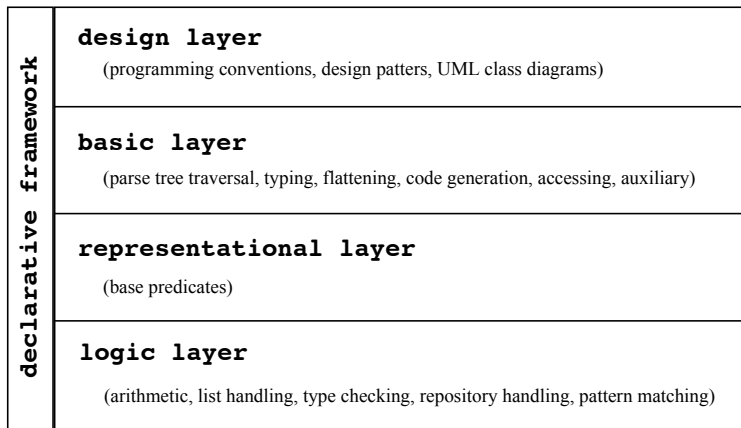 declarative framework
design layer
(programming conventions, design patters, UML class diagrams)
basic layer
(parse tree traversal, typing, flattening, code generation, accessing, auxiliary)
representational layer
(base predicates)
logic layer
(arithmetic, list handling, type checking, repository handling, pattern matching)